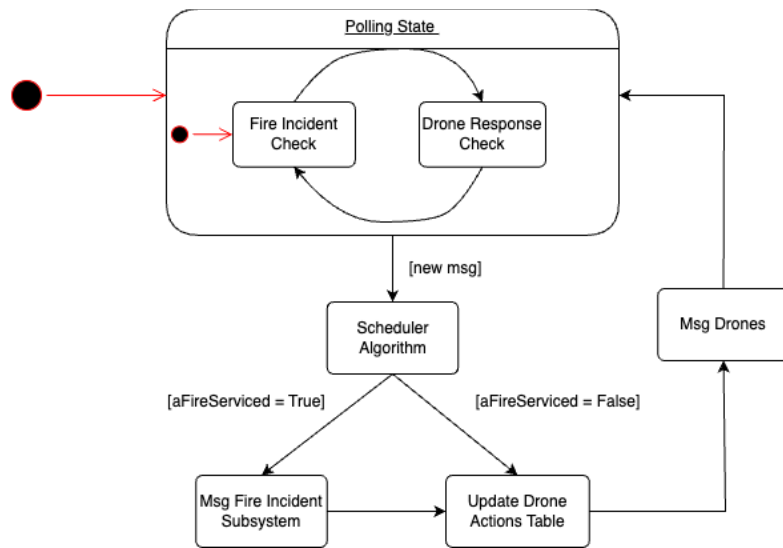 Polling State
Fire Incident
Check
Drone Response
Check
[new msg]
Scheduler
Algorithm
Msg Drones
[aFireServiced = True]
[aFireServiced = False]
Msg Fire Incident
Subsystem
Update Drone
Actions Table